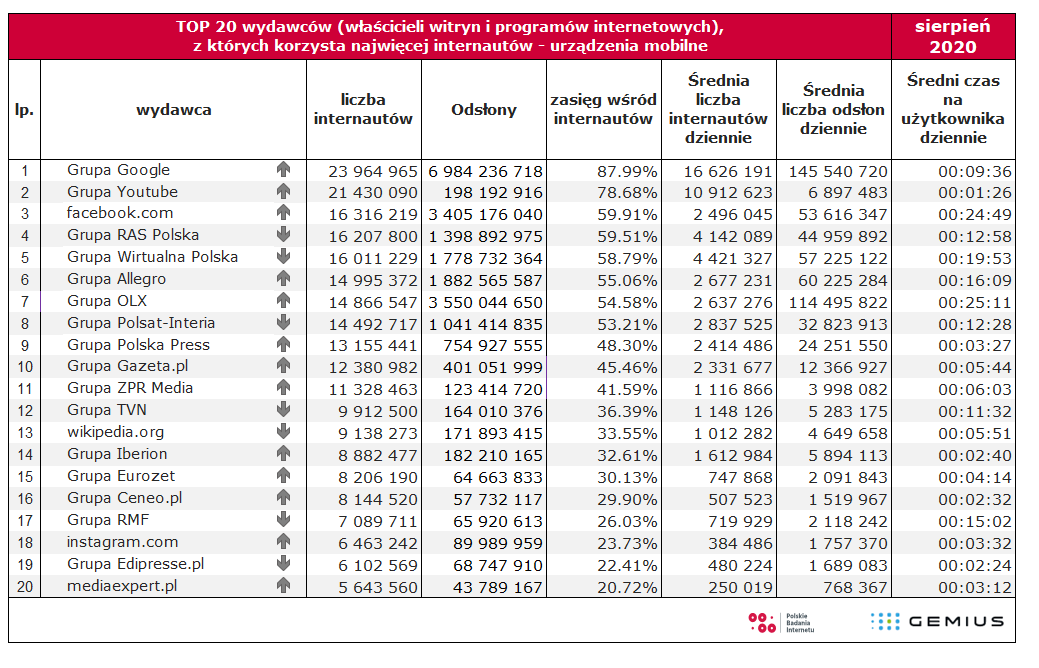 TOP 20 wydawców (właścicieli witryn i programów internetowych),
z których korzysta najwięcej internautów - urządzenia mobilne
sierpień
2020
lp.
wydawca
liczba
internautów
Odsłony
zasięg wśród
internautów
Średnia
liczba
internautów
dziennie
Średnia
liczba odsłon
dziennie
Średni czas
na
użytkownika
dziennie
1 Grupa Google 23 964 965 6 984 236 718 87.99% 16 626 191 145 540 720 00:09:36
2 Grupa Youtube 21 430 090 198 192 916 78.68% 10 912 623 6 897 483 00:01:26
3 facebook.com 16 316 219 3 405 176 040 59.91% 2 496 045 53 616 347 00:24:49
4 Grupa RAS Polska 16 207 800 1 398 892 975 59.51% 4 142 089 44 959 892 00:12:58
5 Grupa Wirtualna Polska 16 011 229 1 778 732 364 58.79% 4 421 327 57 225 122 00:19:53
6 Grupa Allegro 14 995 372 1 882 565 587 55.06% 2 677 231 60 225 284 00:16:09
7 Grupa OLX 14 866 547 3 550 044 650 54.58% 2 637 276 114 495 822 00:25:11
8 Grupa Polsat-Interia 14 492 717 1 041 414 835 53.21% 2 837 525 32 823 913 00:12:28
9 Grupa Polska Press 13 155 441 754 927 555 48.30% 2 414 486 24 251 550 00:03:27
10 Grupa Gazeta.pl 12 380 982 401 051 999 45.46% 2 331 677 12 366 927 00:05:44
11 Grupa ZPR Media 11 328 463 123 414 720 41.59% 1 116 866 3 998 082 00:06:03
12 Grupa TVN 9 912 500 164 010 376 36.39% 1 148 126 5 283 175 00:11:32
13 wikipedia.org 9 138 273 171 893 415 33.55% 1 012 282 4 649 658 00:05:51
14 Grupa Iberion 8 882 477 182 210 165 32.61% 1 612 984 5 894 113 00:02:40
15 Grupa Eurozet 8 206 190 64 663 833 30.13% 747 868 2 091 843 00:04:14
16 Grupa Ceneo.pl 8 144 520 57 732 117 29.90% 507 523 1 519 967 00:02:32
17 Grupa RMF 7 089 711 65 920 613 26.03% 719 929 2 118 242 00:15:02
18 instagram.com 6 463 242 89 989 959 23.73% 384 486 1 757 370 00:03:32
19 Grupa Edipresse.pl 6 102 569 68 747 910 22.41% 480 224 1 689 083 00:02:24
20 mediaexpert.pl 5 643 560 43 789 167 20.72% 250 019 768 367 00:03:12
Polskie
Badania
Internetu
GEMIUS